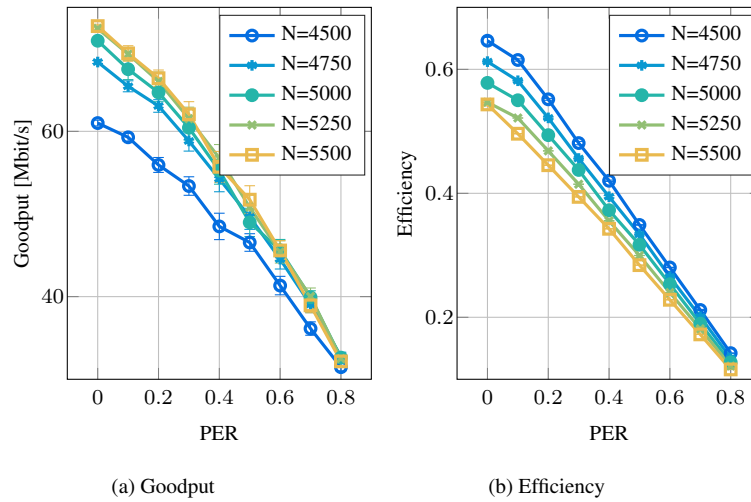 Goodput [Mbit/s]
60
40
0
0.2
0.4
0.6
0.8
PER
N=4500
N=4750
N=5000
N=5250
N=5500
(a) Goodput
Efficiency
0.6
0.4
0.2
0
0.2
0.4
0.6
0.8
PER
N=4500
N=4750
N=5000
N=5250
N=5500
(b) Efficiency